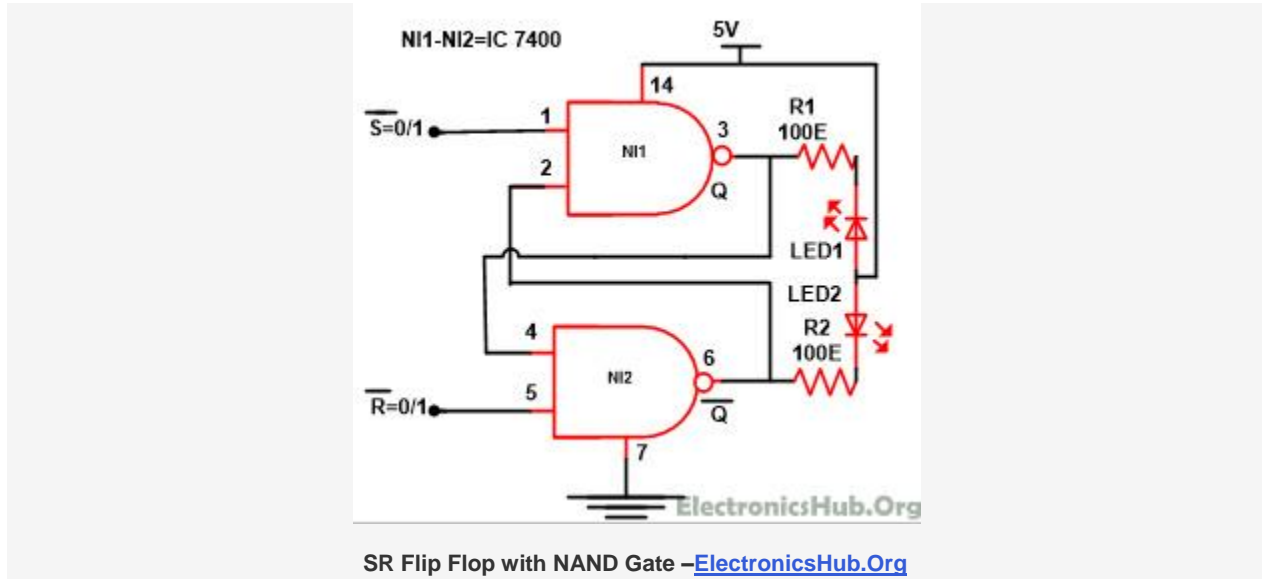 NI1-NI2=IC 7400
5V
14
R1
100E
S=0/1
1
3
NI1
2
Q
LED1
LED2
4
R2
100E
6
NI2
5
R=0/1
Q
7
ElectronicsHub.Org
SR Flip Flop with NAND Gate –ElectronicsHub.Org